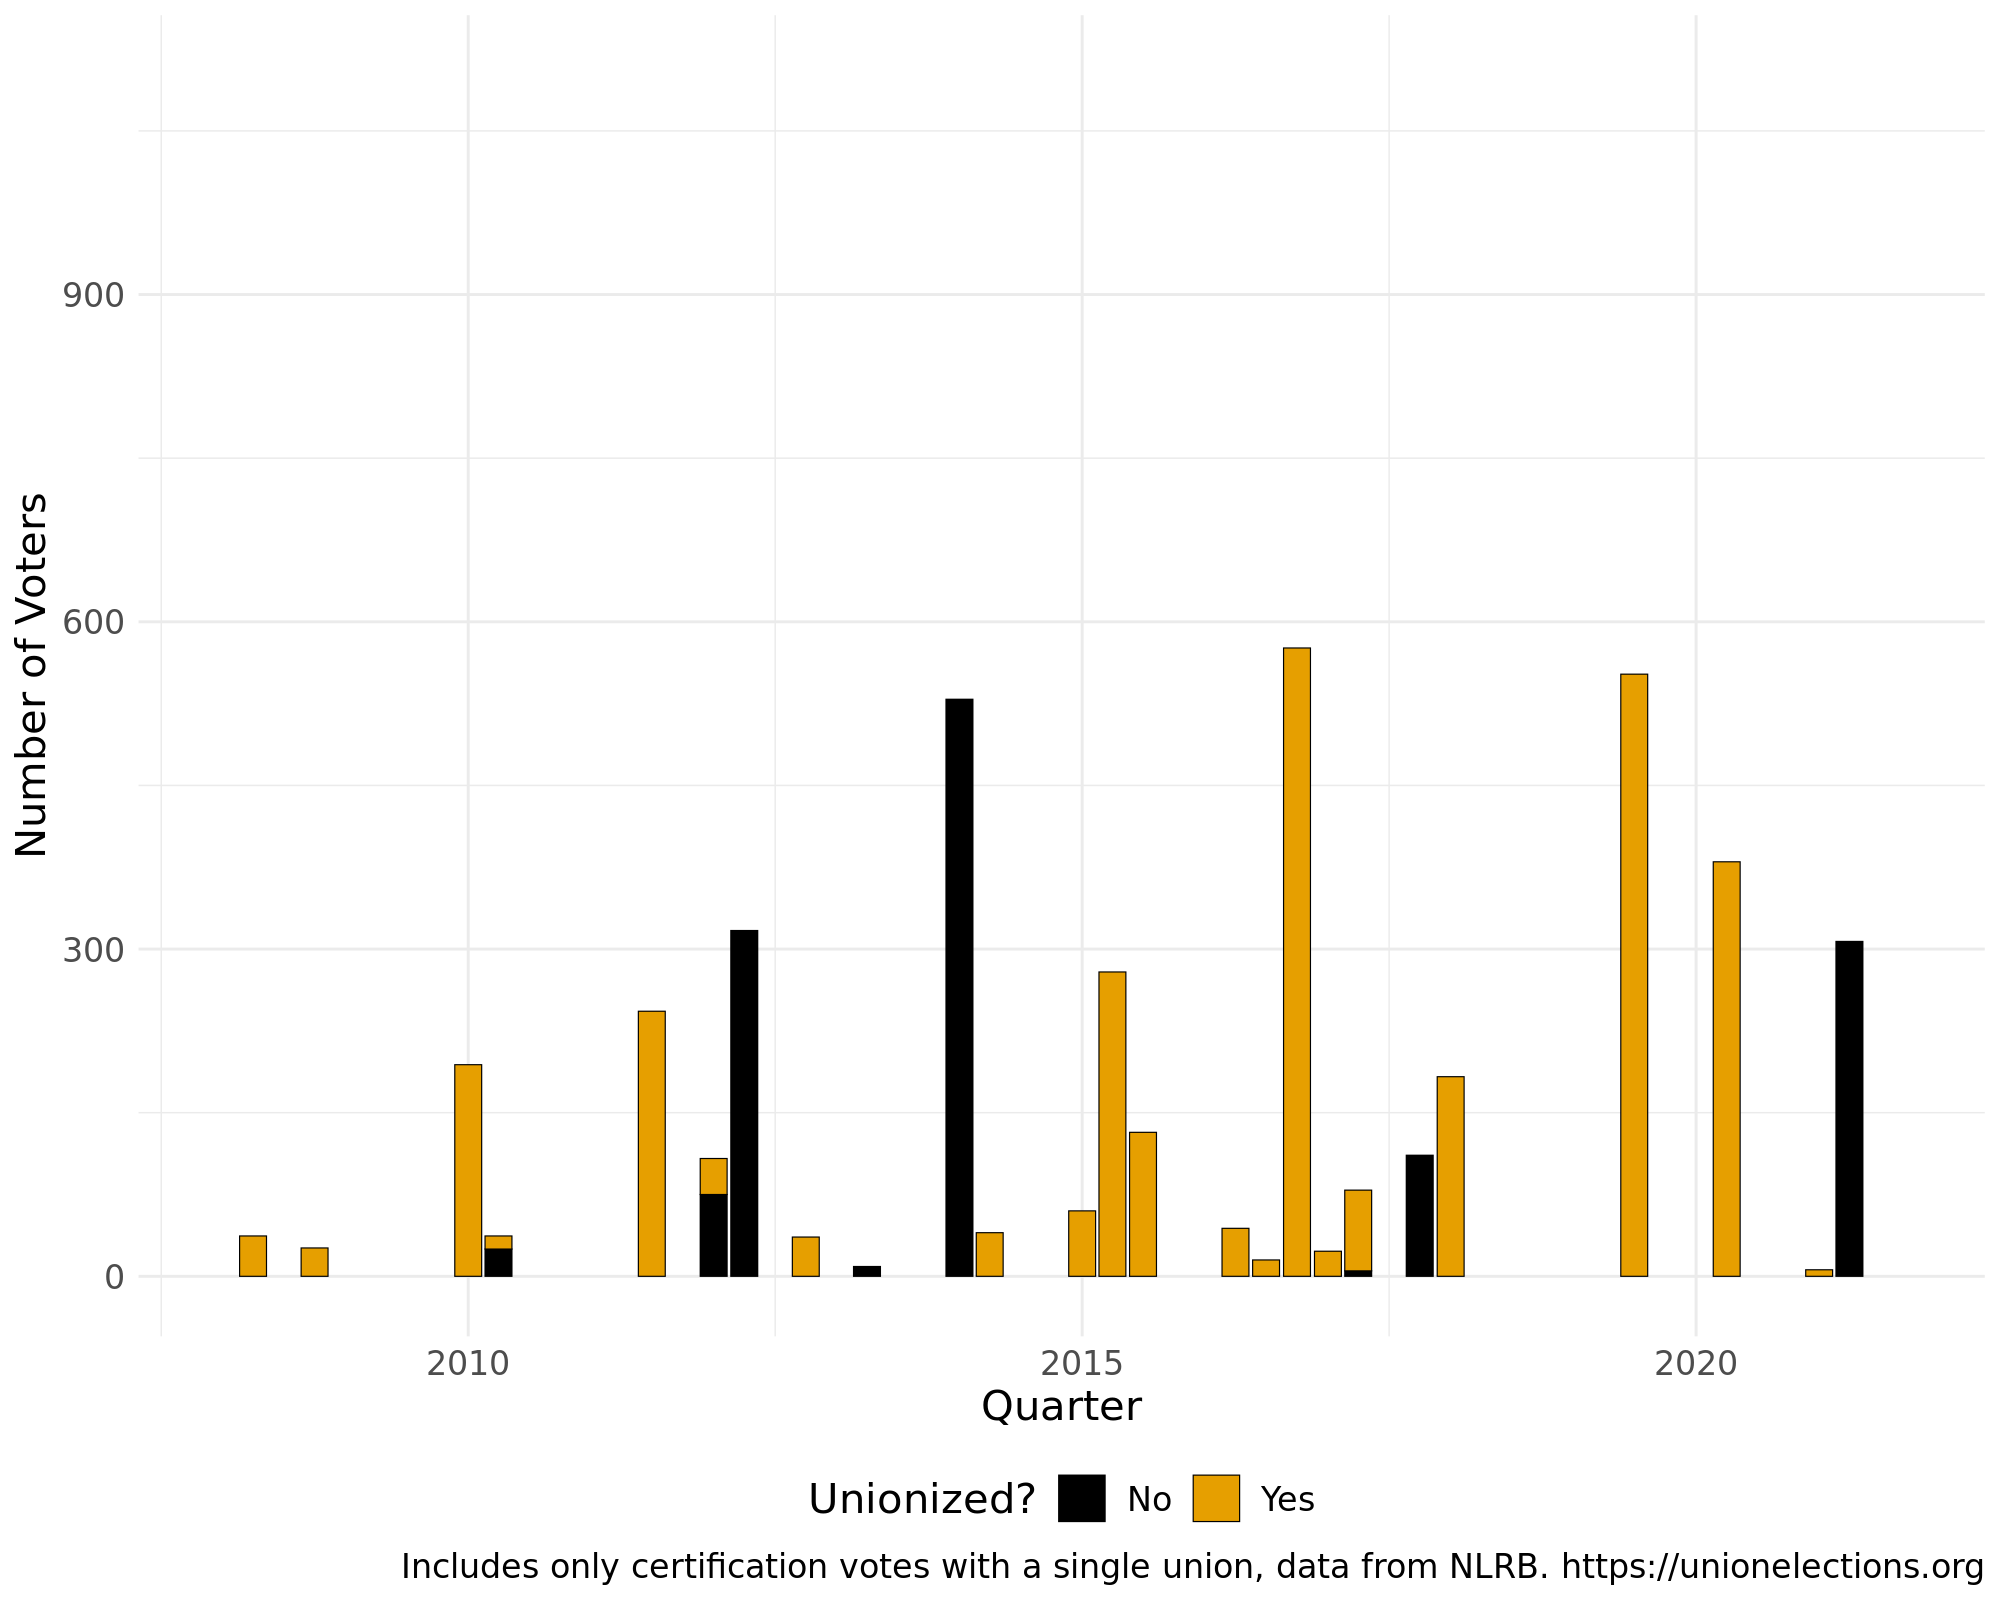 900
600
300
0
Number of Voters
2010
2015
2020
Quarter
Unionized? No Yes
Includes only certification votes with a single union, data from NLRB. https://unionelections.org